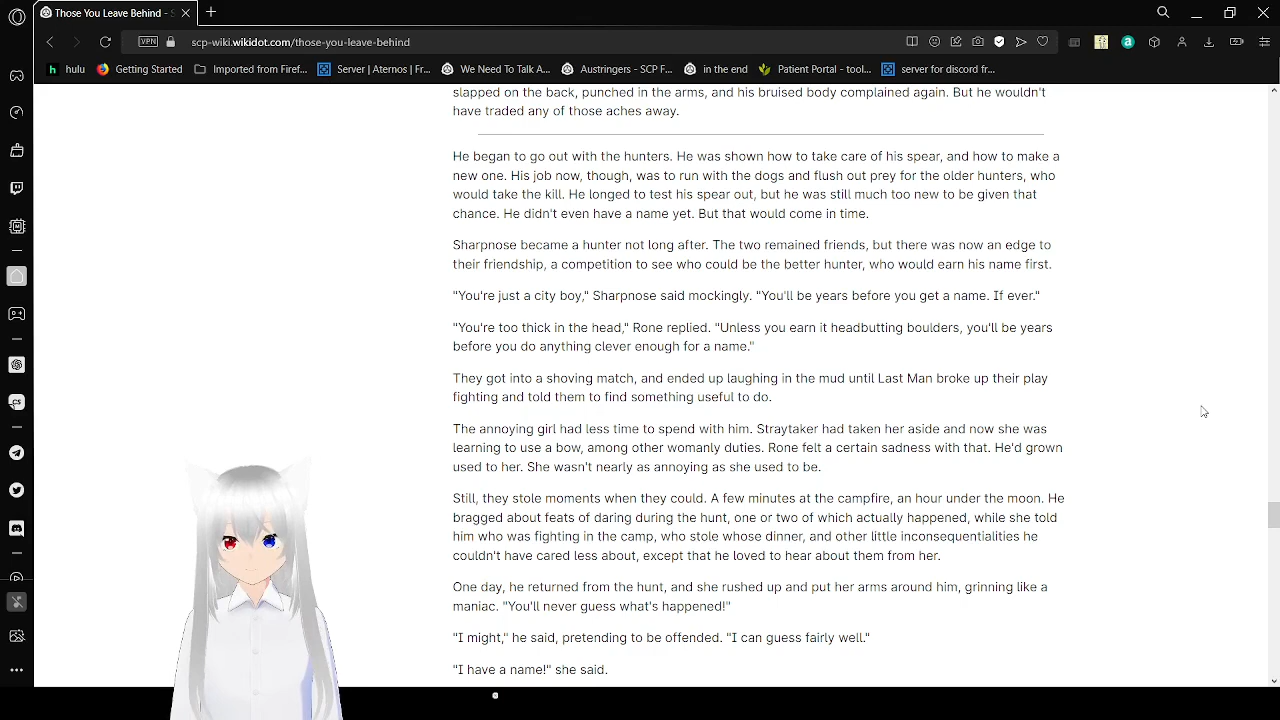 Those You Leave Behind - S
scp-wiki.wikidot.com/those-you-leave-behind
VPN
hulu
Getting Started
Imported from Firef...
Server | Aternos | Fr...
We Need To Talk A...
Austringers - SCP F...
in the end
Patient Portal - tool...
server for discord fr...
slapped on the back, punched in the arms, and his bruised body complained again. But he wouldn't
have traded any of those aches away.
He began to go out with the hunters. He was shown how to take care of his spear, and how to make a
new one. His job now, though, was to run with the dogs and flush out prey for the older hunters, who
would take the kill. He longed to test his spear out, but he was still much too new to be given that
chance. He didn't even have a name yet. But that would come in time.
Sharpnose became a hunter not long after. The two remained friends, but there was now an edge to
their friendship, a competition to see who could be the better hunter, who would earn his name first.
"You're just a city boy," Sharpnose said mockingly. "You'll be years before you get a name. If ever."
"You're too thick in the head," Rone replied. "Unless you earn it headbutting boulders, you'll be years
before you do anything clever enough for a name."
They got into a shoving match, and ended up laughing in the mud until Last Man broke up their play
fighting and told them to find something useful to do.
The annoying girl had less time to spend with him. Straytaker had taken her aside and now she was
learning to use a bow, among other womanly duties. Rone felt a certain sadness with that. He'd grown
used to her. She wasn't nearly as annoying as she used to be.
Still, they stole moments when they could. A few minutes at the campfire, an hour under the moon. He
bragged about feats of daring during the hunt, one or two of which actually happened, while she told
him who was fighting in the camp, who stole whose dinner, and other little inconsequentialities he
couldn't have cared less about, except that he loved to hear about them from her.
One day, he returned from the hunt, and she rushed up and put her arms around him, grinning like a
maniac. "You'll never guess what's happened!"
"I might," he said, pretending to be offended. "I can guess fairly well."
"I have a name!" she said.